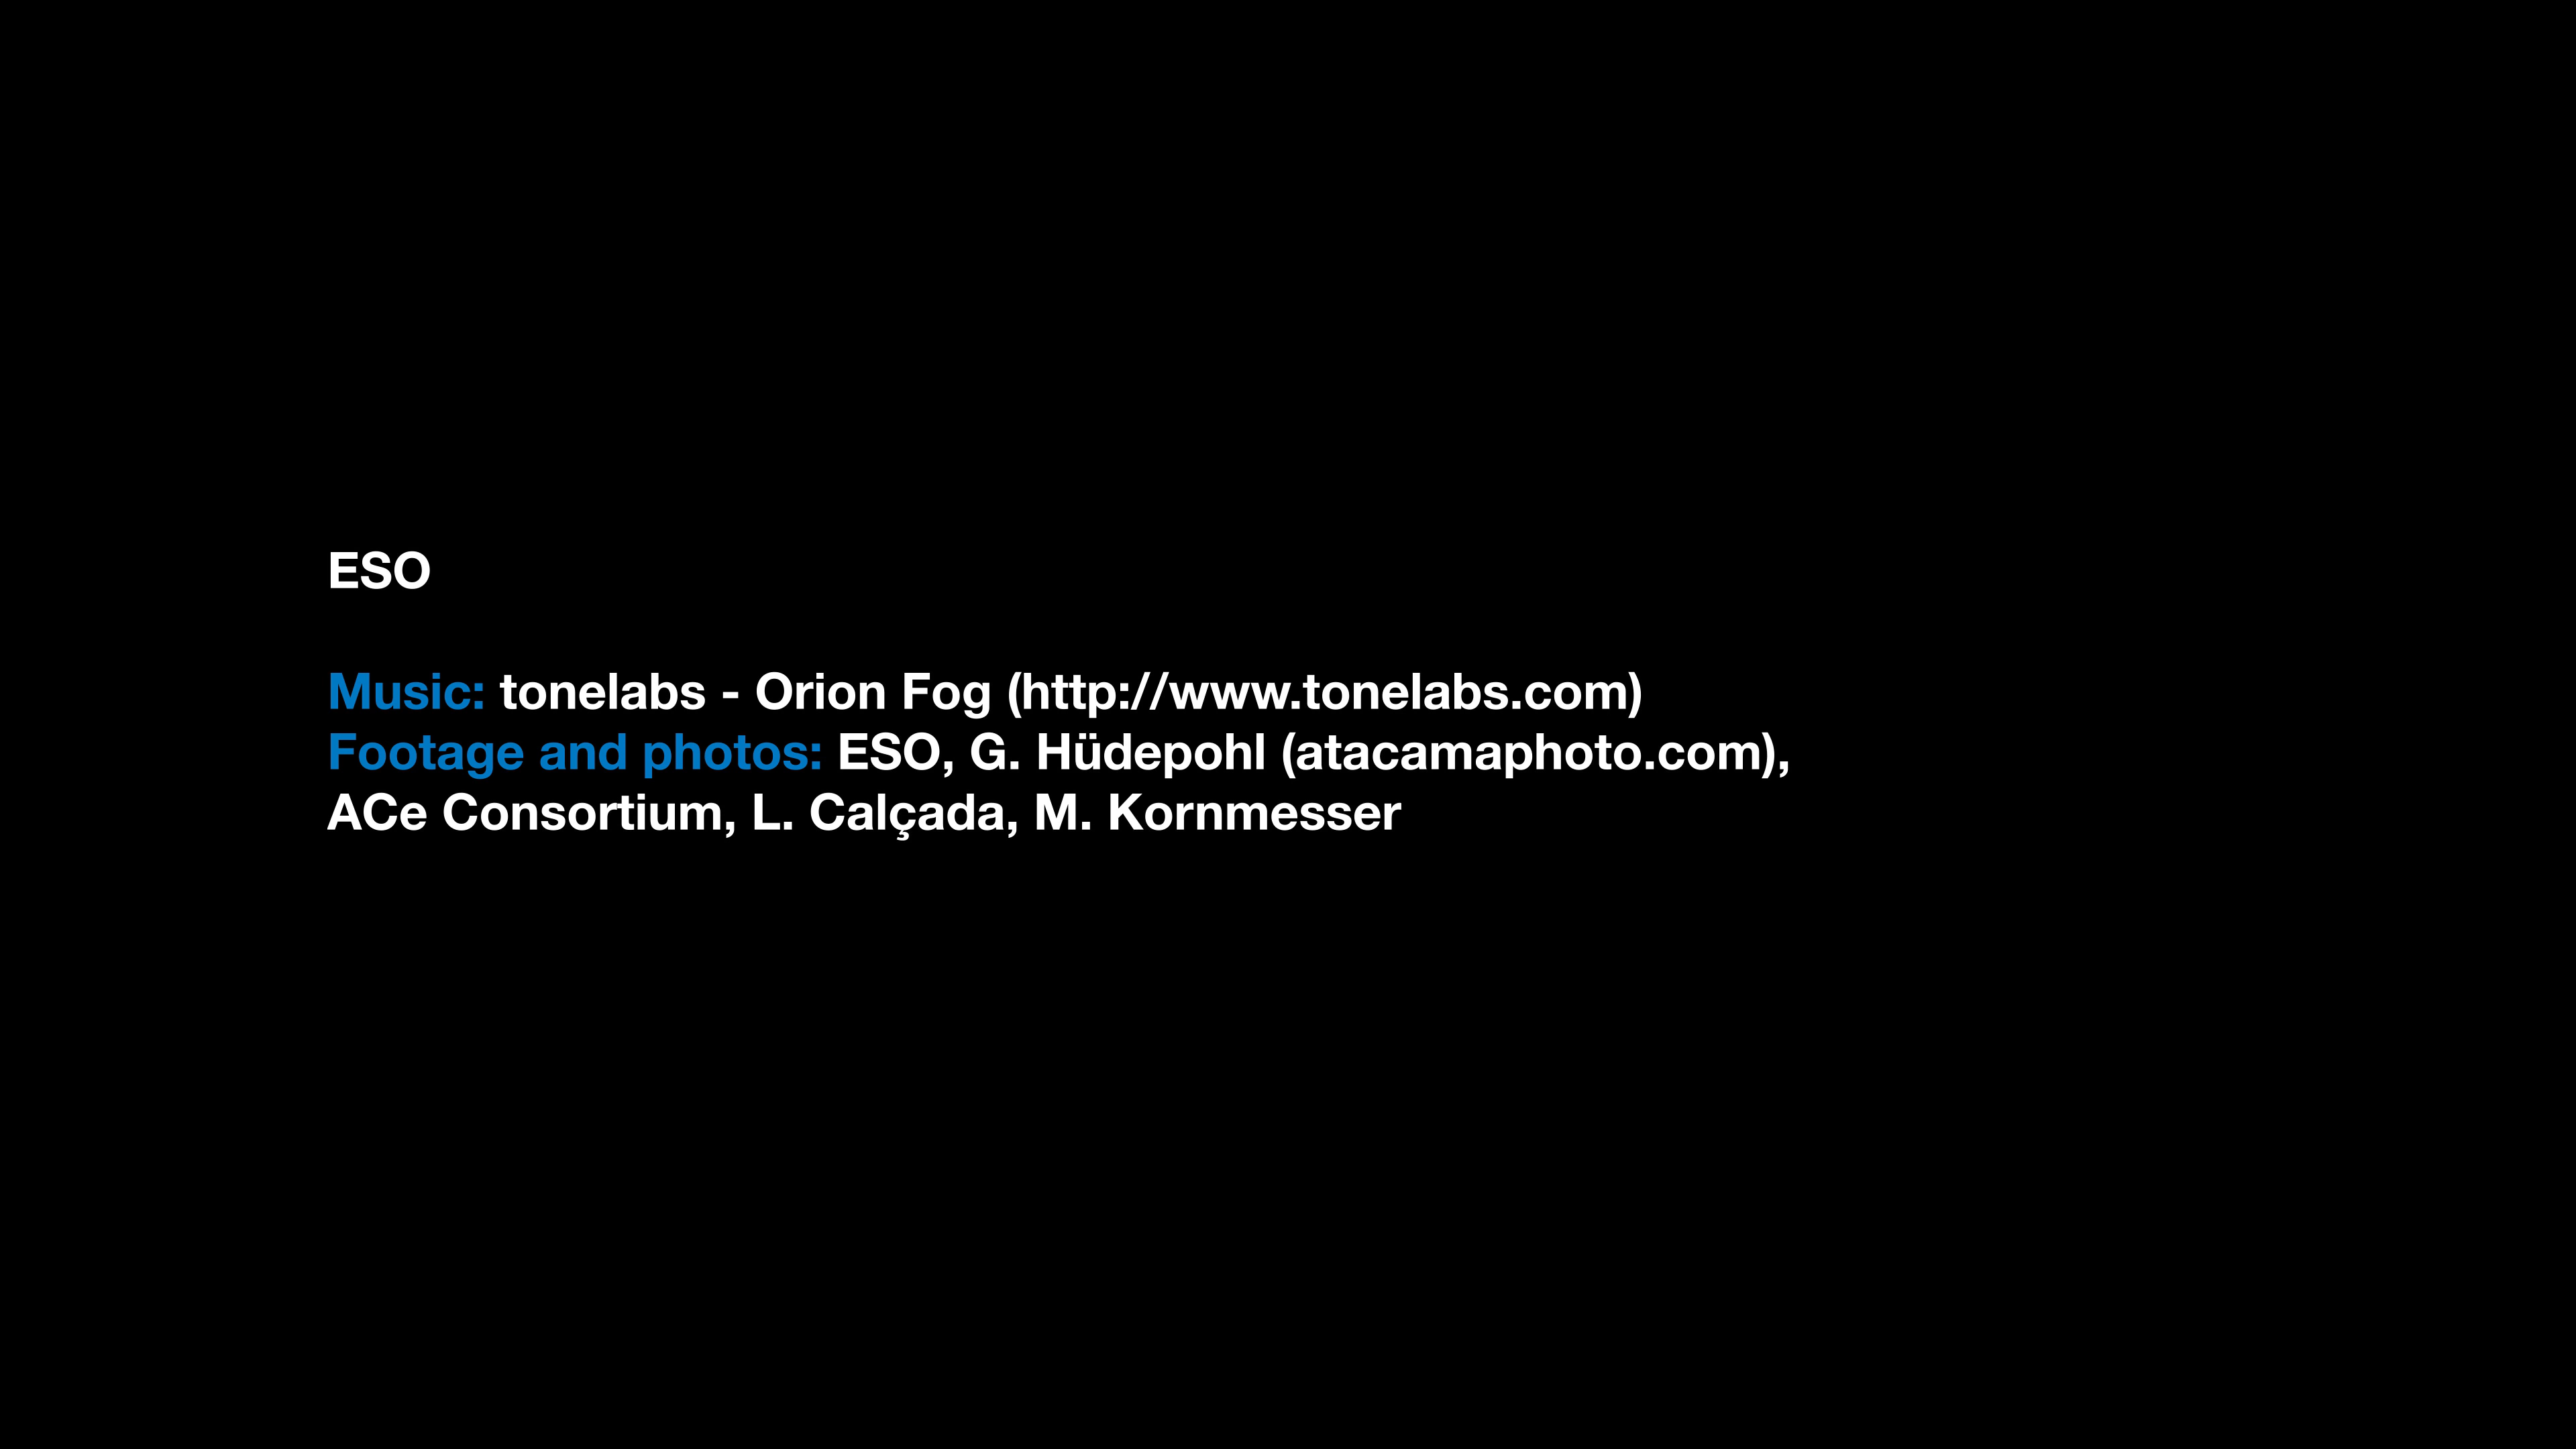 ESO
Music: tonelabs - Orion Fog (http://www.tonelabs.com)
Footage and photos: ESO, G. Hüdepohl (atacamaphoto.com),
ACe Consortium, L. Calçada, M. Kornmesser